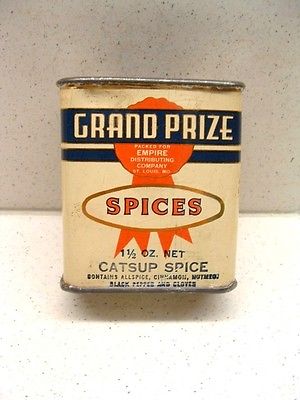 GRAND PRIZE
PACKED FOR
EMPIRE
DISTRIBUTING
COMPANY
ST. LOUIS, MO.
SPICES
1½ OZ. NET
CATSUP SPICE
CONTAINS ALLSPICE, CINNAMON, NUTMEG,
BLACK PEPPER AND CLOVES